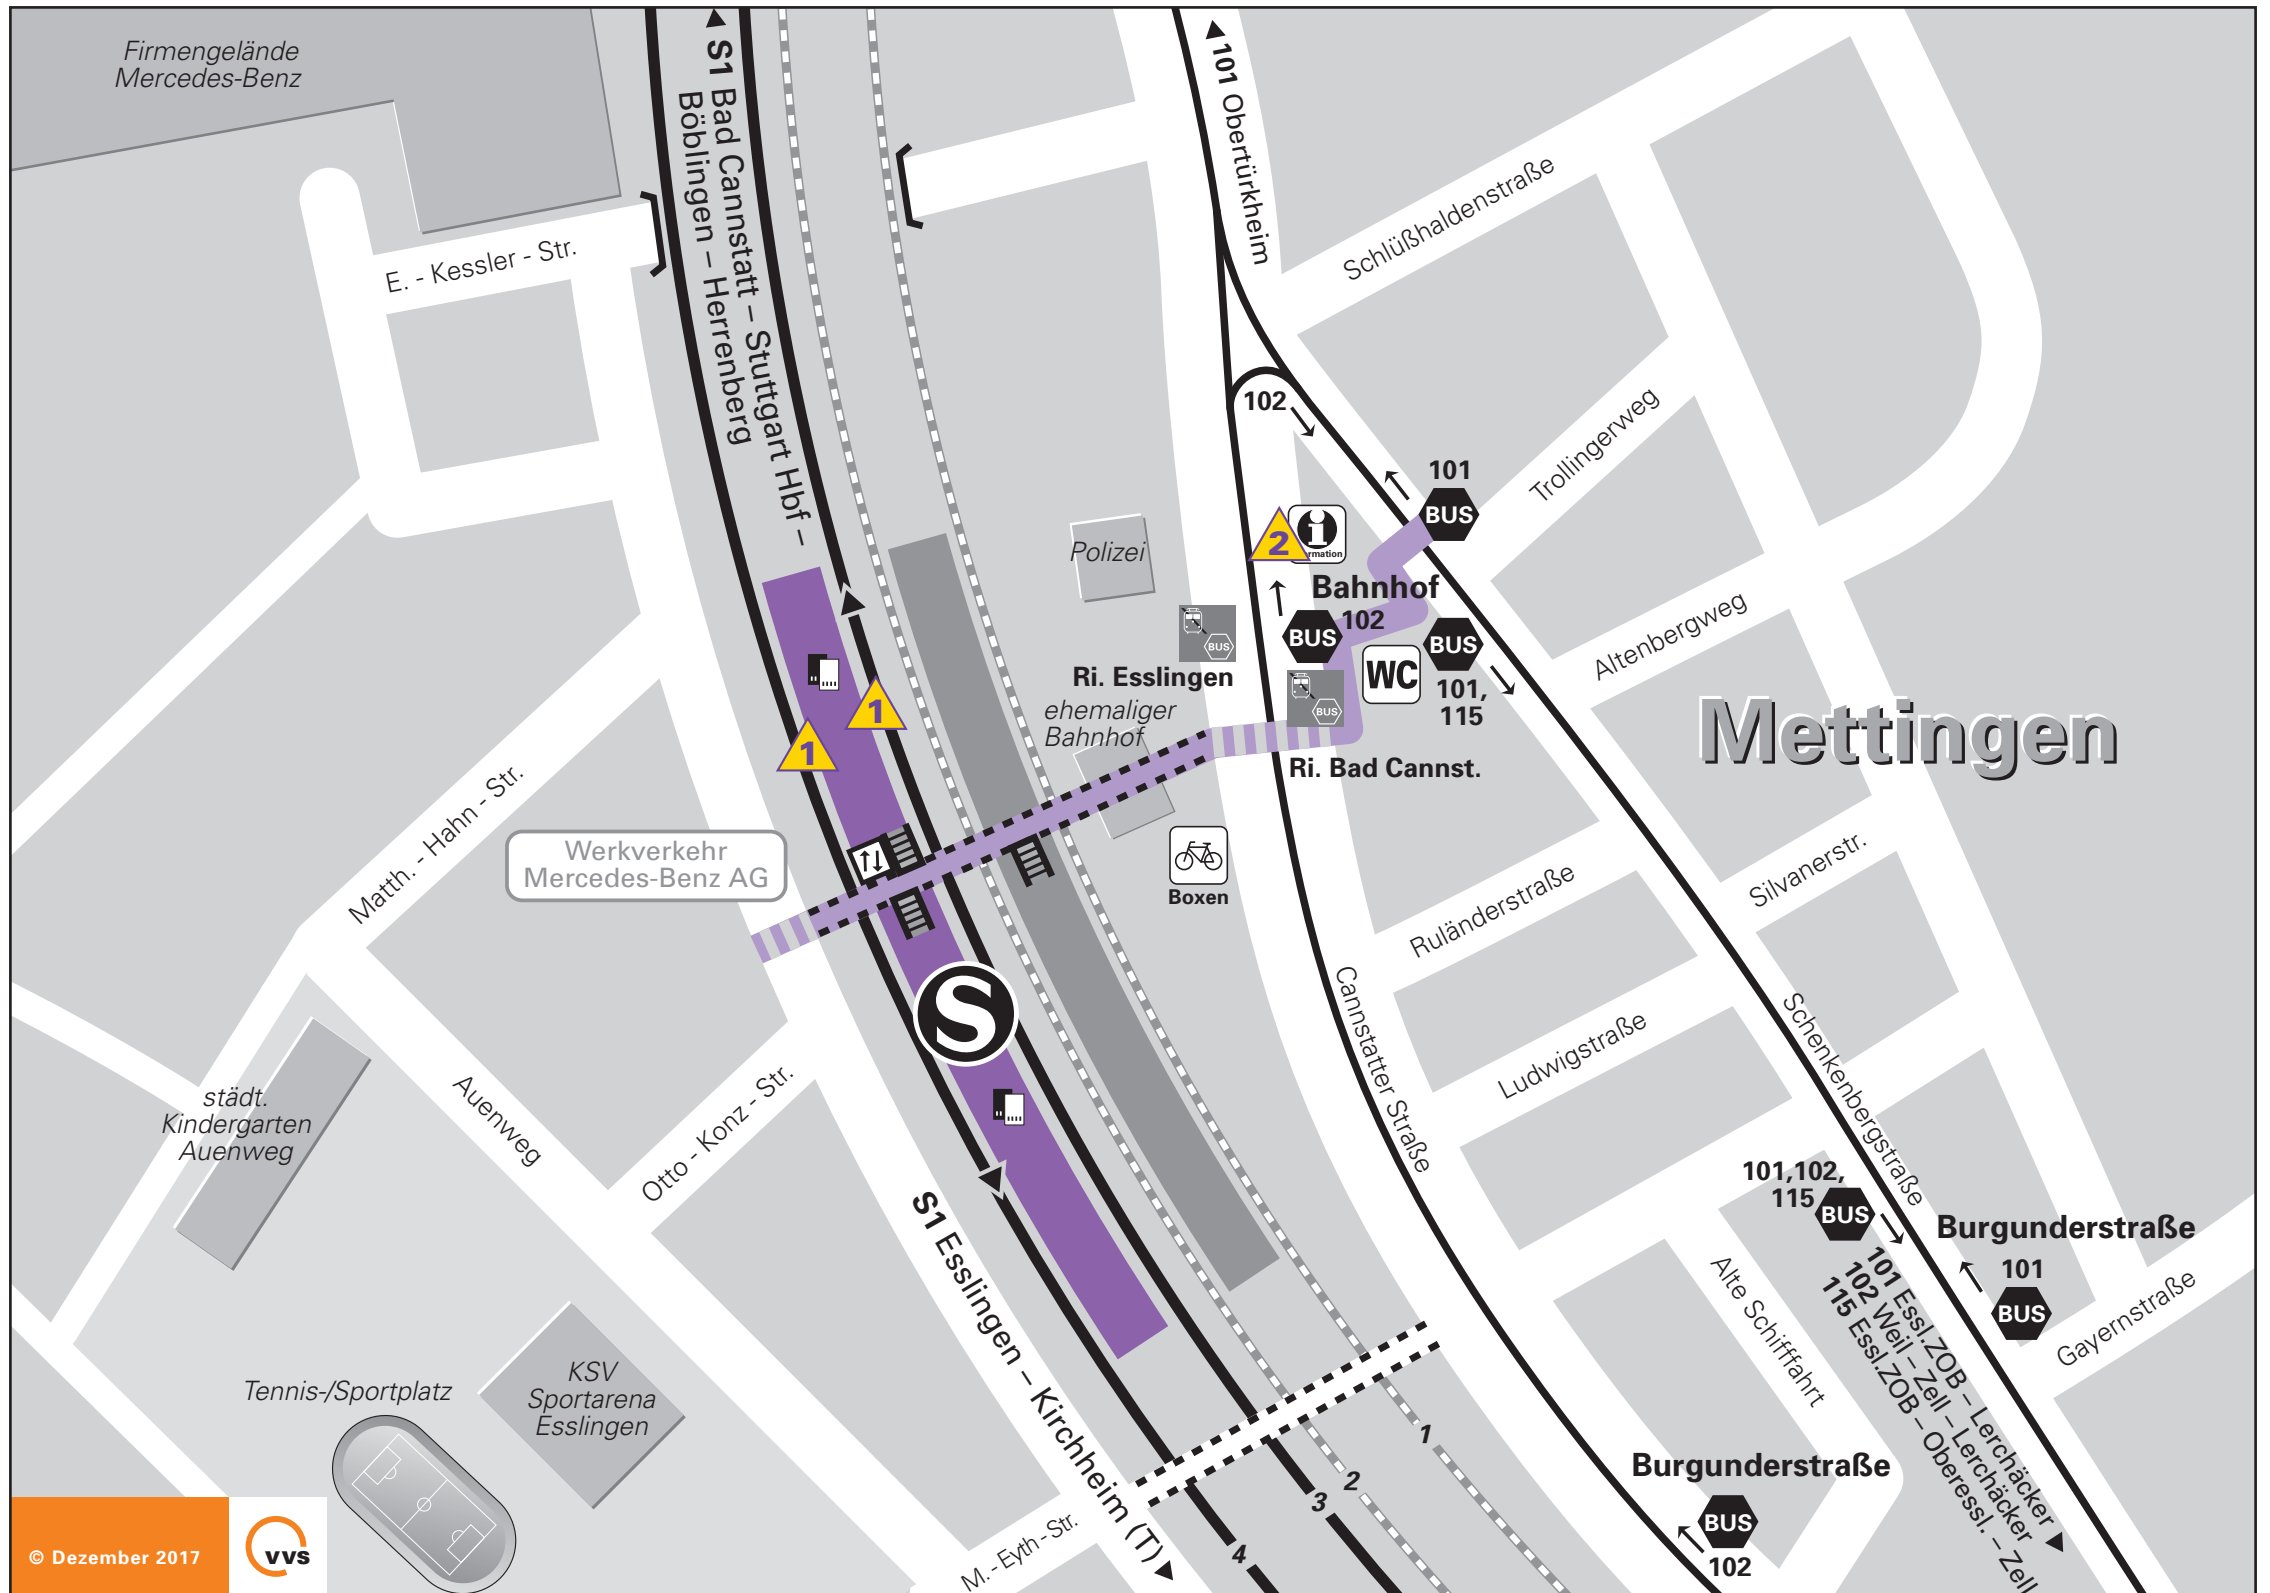 Firmengelände
Mercedes-Benz
E. - Kessler - Str.
S1 Bad Cannstatt – Stuttgart Hbf –
Böblingen – Herrenberg
101 Obertürkheim
Schlüßhaldenstraße
102
101
BUS
Trollingerweg
Polizei
2
i
rmation
Bahnhof
BUS
102
BUS
101,
115
WC
BUS
Ri. Esslingen
ehemaliger
Bahnhof
BUS
Ri. Bad Cannst.
Altenbergweg
Mettingen
1
1
Matth. - Hahn - Str.
Werkverkehr
Mercedes-Benz AG
Boxen
Silvanerstr.
Ruländerstraße
Ludwigstraße
Cannstatter Straße
Schenkenbergstraße
S
städt.
Kindergarten
Auenweg
Auenweg
Otto - Konz - Str.
S1 Esslingen – Kirchheim (T)
101,102,
115
BUS
Burgunderstraße
101
BUS
Gayernstraße
Alte Schifffahrt
101 Essl.ZOB – Lerchäcker
102 Weil – Zell – Lerchäcker
115 Essl.ZOB – Oberessl. – Zell
Tennis-/Sportplatz
KSV
Sportarena
Esslingen
1
2
3
4
M. - Eyth - Str.
Burgunderstraße
BUS
102
© Dezember 2017
vvs